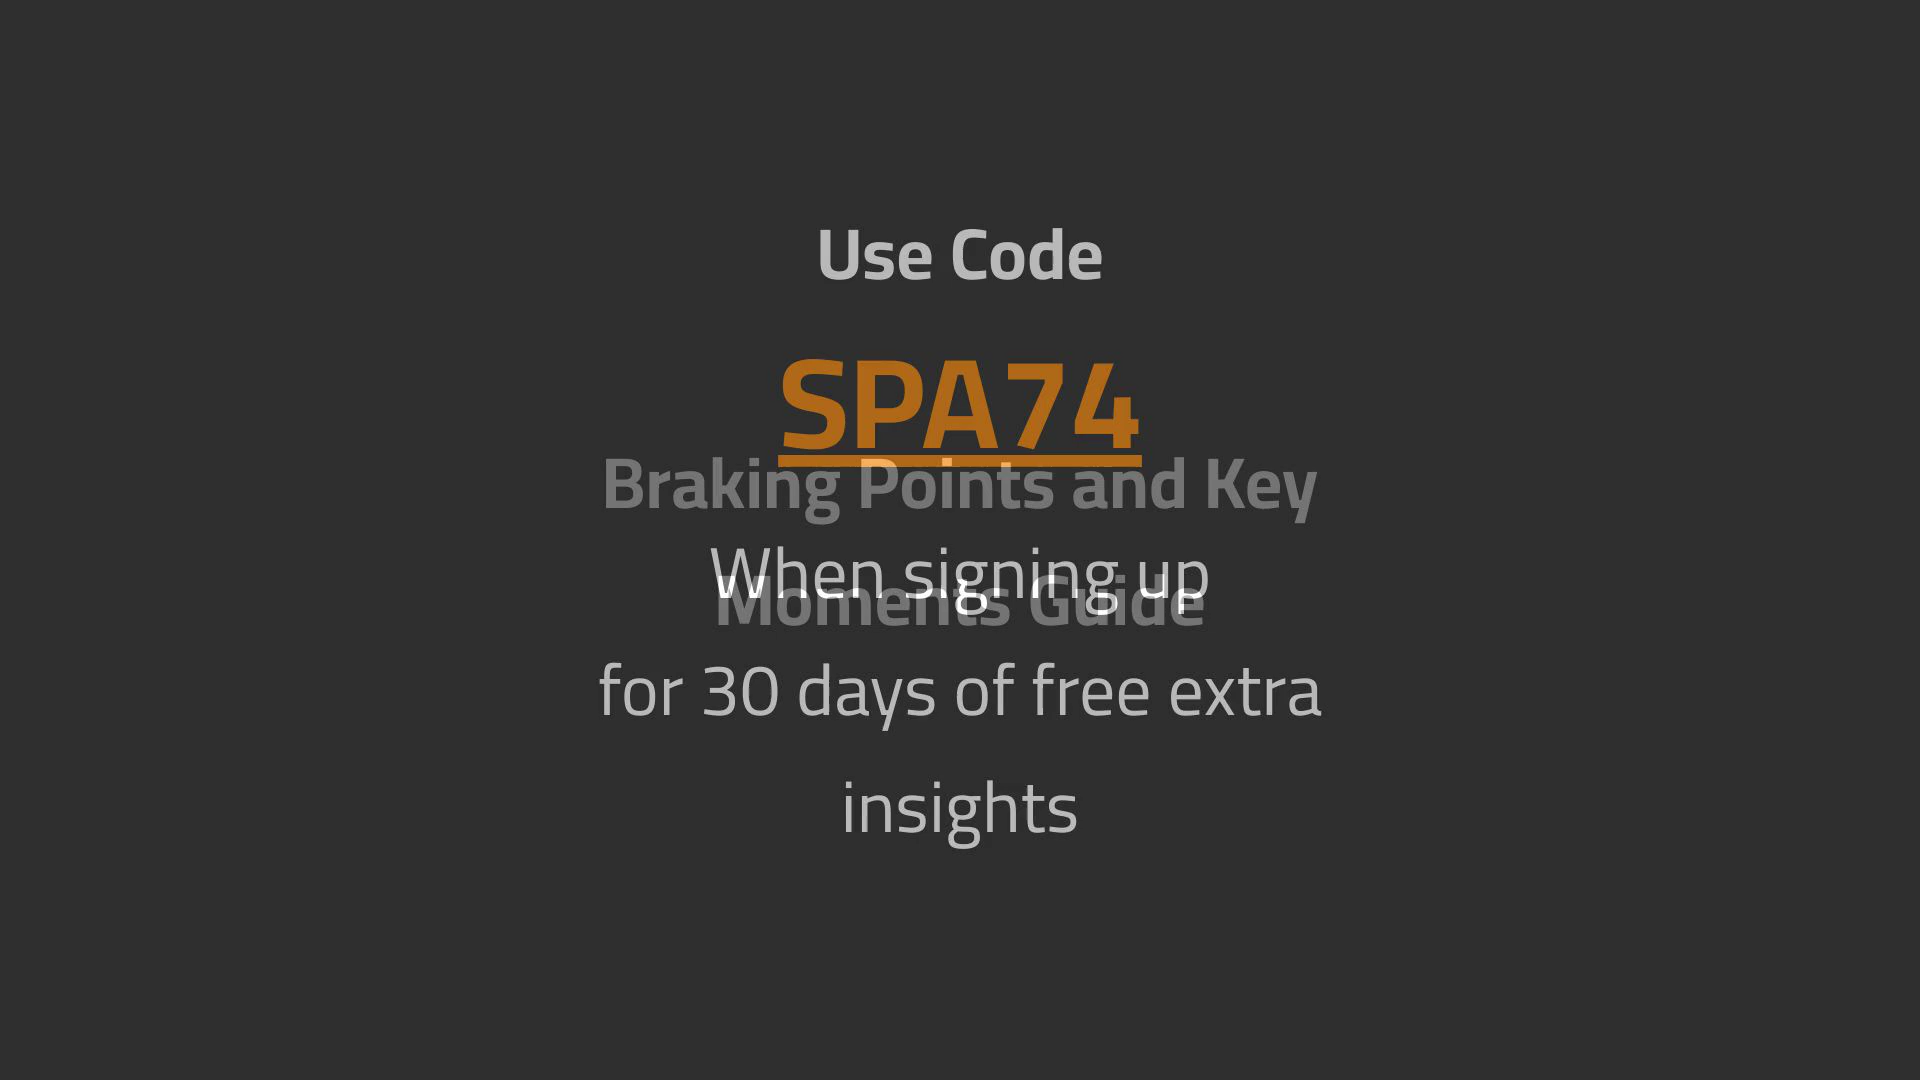 Use Code
SPA74
Braking Points and Key
When signing up
Moments Guide
for 30 days of free extra
insights